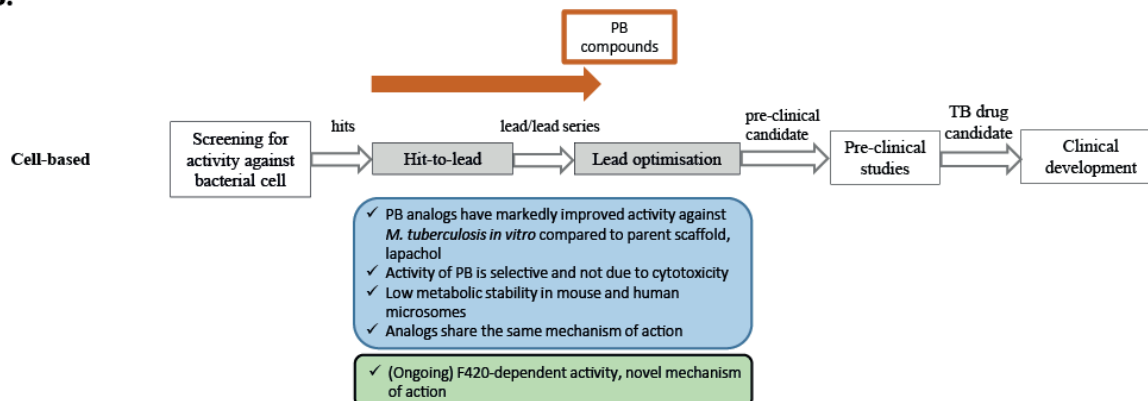 PB
compounds
Cell-based
Screening for
activity against
bacterial cell
hits
Hit-to-lead
lead/lead series
Lead optimisation
pre-clinical
candidate
Pre-clinical
studies
TB drug
candidate
Clinical
development
✓ PB analogs have markedly improved activity against
M. tuberculosis in vitro compared to parent scaffold,
lapachol
✓ Activity of PB is selective and not due to cytotoxicity
✓ Low metabolic stability in mouse and human
microsomes
✓ Analogs share the same mechanism of action
✓ (Ongoing) F420-dependent activity, novel mechanism
of action